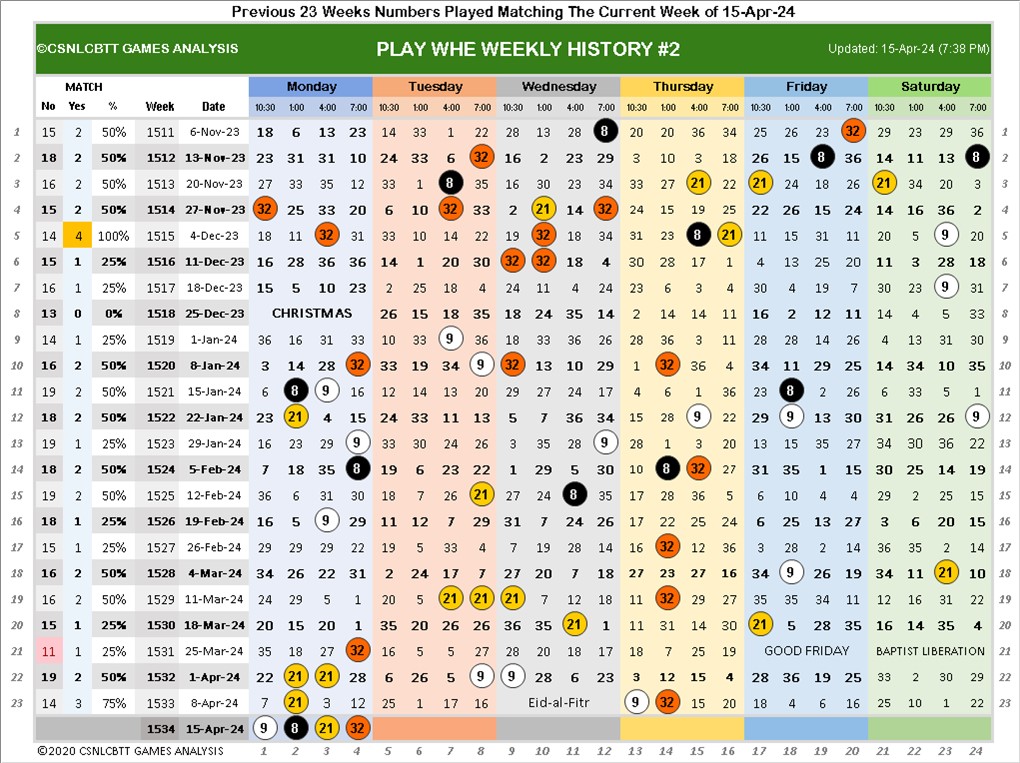 Previous 23 Weeks Numbers Played Matching The Current Week of 15-Apr-24
©CSNLCBTT GAMES ANALYSIS PLAY WHE WEEKLY HISTORY #2 Updated: 15-Apr-24 (7:38 PM)
MATCH Monday Tuesday Wednesday Thursday Friday Saturday
No Yes % Week Date 10:30 1:00 4:00 7:00 10:30 1:00 4:00 7:00 10:30 1:00 4:00 7:00 10:30 1:00 4:00 7:00 10:30 1:00 4:00 7:00 10:30 1:00 4:00 7:00
1 15 2 50% 1511 6-Nov-23 18 6 13 23 14 33 1 22 28 13 28 8 20 20 36 34 25 26 23 32 29 23 29 36 1
2 18 2 50% 1512 13-Nov-23 23 31 31 10 24 33 6 32 16 2 23 29 3 10 3 18 26 15 8 36 14 11 13 8 2
3 16 2 50% 1513 20-Nov-23 27 33 35 12 33 1 8 35 16 30 23 34 33 27 21 22 21 24 18 26 21 34 20 3 3
4 15 2 50% 1514 27-Nov-23 32 25 33 20 6 10 32 33 2 21 14 32 24 15 19 25 22 26 15 24 14 16 36 2 4
5 14 4 100% 1515 4-Dec-23 18 11 32 33 33 10 14 22 19 32 18 34 31 23 8 21 11 15 31 11 20 5 9 20 5
6 15 1 25% 1516 11-Dec-23 16 28 36 36 14 1 20 30 32 32 18 4 30 28 17 1 4 13 25 20 11 3 28 18 6
7 16 1 25% 1517 18-Dec-23 15 5 10 23 2 25 18 4 24 11 4 24 23 6 3 4 30 4 19 7 30 27 9 31 7
8 13 0 0% 1518 25-Dec-23 CHRISTMAS 26 15 18 35 18 24 35 14 2 14 14 11 16 2 12 11 14 4 5 33 8
9 14 1 25% 1519 1-Jan-24 36 16 31 33 10 33 9 36 18 33 36 26 28 36 3 11 28 28 11 28 4 13 31 30 9
10 16 2 50% 1520 8-Jan-24 3 14 28 32 33 19 34 9 32 13 10 29 1 32 36 4 34 11 29 25 14 34 10 35 10
11 19 2 50% 1521 15-Jan-24 6 8 9 16 12 14 13 20 29 27 24 17 4 6 1 36 23 8 2 11 6 33 5 1 11
12 18 2 50% 1522 22-Jan-24 23 21 4 15 24 33 11 13 5 7 36 34 15 28 9 22 29 9 13 30 31 26 26 9 12
13 19 1 25% 1523 29-Jan-24 16 23 29 9 33 30 24 26 3 35 28 9 28 1 3 20 13 15 35 27 34 30 36 22 13
14 18 2 50% 1524 5-Feb-24 7 18 35 8 19 6 23 22 1 29 5 30 10 8 32 27 31 35 1 15 30 25 14 19 14
15 19 2 50% 1525 12-Feb-24 36 6 31 30 18 7 26 21 27 24 8 35 17 28 36 5 6 10 4 4 29 2 25 15 15
16 18 1 25% 1526 19-Feb-24 16 5 9 29 11 12 7 29 31 7 24 26 17 22 25 24 6 25 13 27 3 6 20 15 16
17 15 1 25% 1527 26-Feb-24 29 29 29 22 19 5 33 4 7 19 28 14 16 32 12 36 3 28 2 14 36 35 2 14 17
18 16 2 50% 1528 4-Mar-24 34 26 22 31 2 24 17 7 27 20 7 18 27 23 27 16 34 9 26 19 34 11 21 10 18
19 16 2 50% 1529 11-Mar-24 24 29 5 1 20 5 21 21 21 7 12 18 11 32 29 27 35 35 34 11 12 16 31 22 19
20 15 1 25% 1530 18-Mar-24 20 15 20 1 35 20 26 26 36 35 21 1 11 31 14 30 21 5 28 35 16 14 35 4 20
21 11 1 25% 1531 25-Mar-24 35 18 27 32 16 5 5 27 28 20 18 17 18 7 25 19 GOOD FRIDAY BAPTIST LIBERATION 21
22 19 2 50% 1532 1-Apr-24 22 21 21 28 6 26 5 9 9 28 6 23 3 12 15 4 28 36 19 25 33 2 30 29 22
23 14 3 75% 1533 8-Apr-24 7 21 3 12 25 1 17 16 Eid-al-Fitr 9 32 15 20 18 4 6 16 25 10 1 22 23
1534 15-Apr-24 9 8 21 32
©2020 CSNLCBTT GAMES ANALYSIS 1 2 3 4 5 6 7 8 9 10 11 12 13 14 15 16 17 18 19 20 21 22 23 24